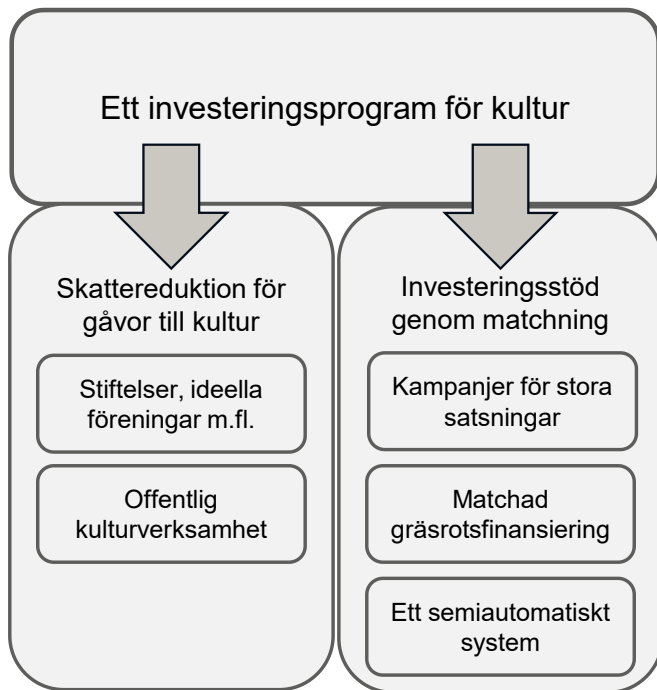 Ett investeringsprogram för kultur
Skattereduktion för
gåvor till kultur
Stiftelser, ideella
föreningar m.fl.
Offentlig
kulturverksamhet
Investeringsstöd
genom matchning
Kampanjer för stora
satsningar
Matchad
gräsrotsfinansiering
Ett semiautomatiskt
system